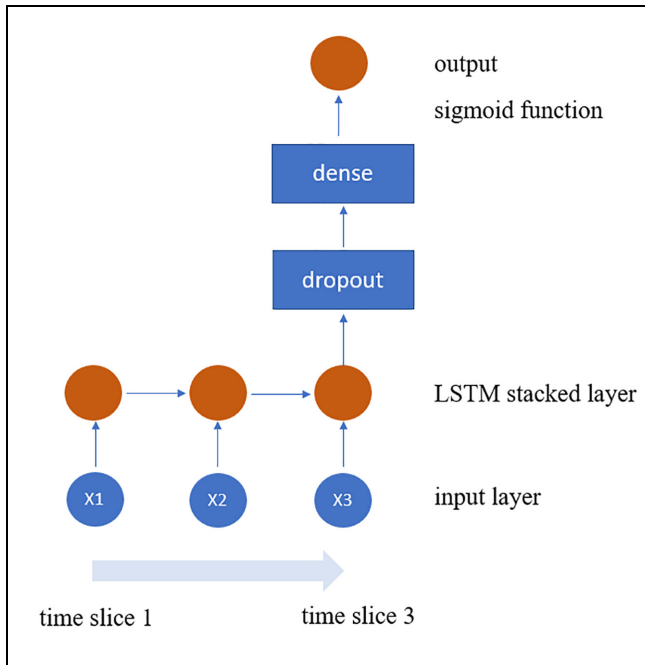 output
sigmoid function
dense
dropout
LSTM stacked layer
X1 X2 X3 input layer
time slice 1 time slice 3